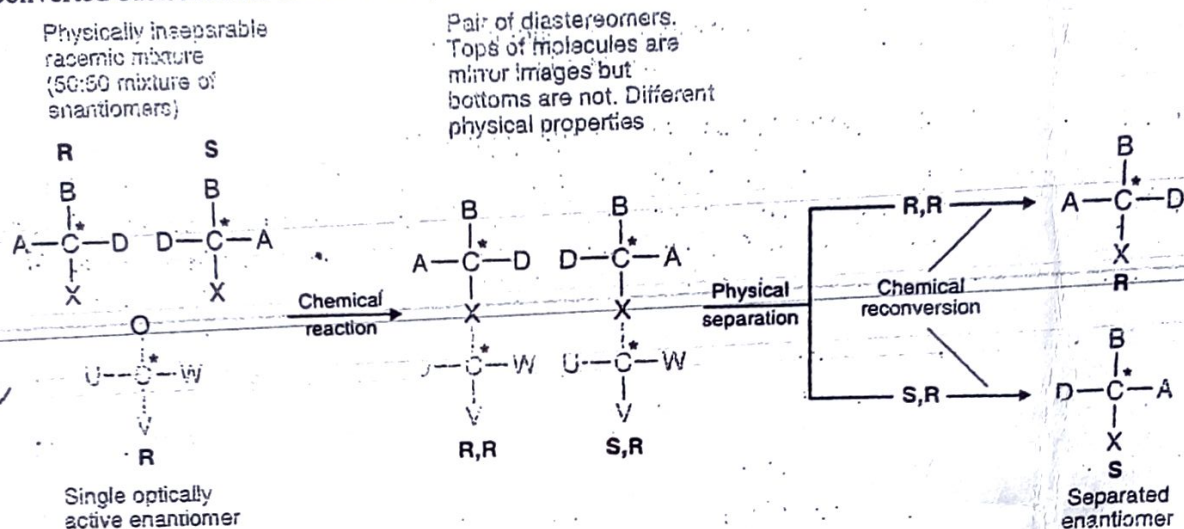 Physically inseparable
racemic mixture
(50:50 mixture of
enantiomers)
Pair of diastereomers.
Tops of molecules are
mirror images but
bottoms are not. Different
physical properties
R S
B B
A—C*—D D—C*—A
X X
O
U--C*--W
V
R
Single optically
active enantiomer
Chemical
reaction
B B
A—C*—D D—C*—A
X X
C*—W U--C*—W
V V
R,R S,R
Physical
separation
R,R
Chemical
reconversion
S,R
B
A—C*—D
X
R
B
D—C*—A
X
S
Separated
enantiomer